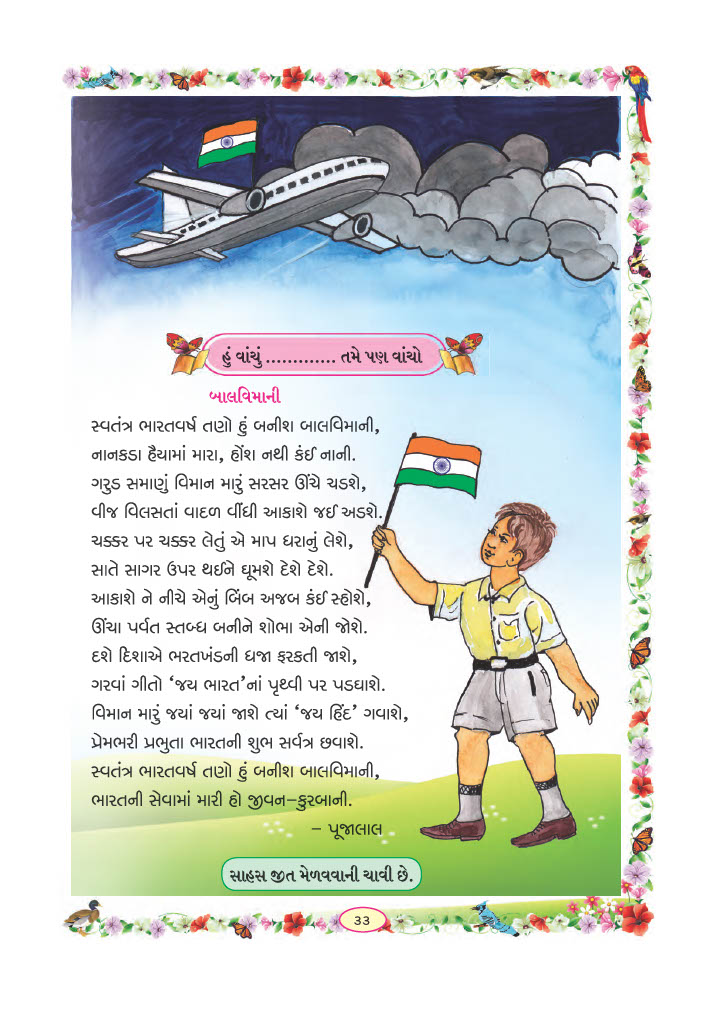 હું વાંચું ............. તમે પણ વાંચો
બાલવિમાની
સ્વતંત્ર ભારતવર્ષ તણો હું બનીશ બાલવિમાની,
નાનકડા હૈયામાં મારા, હોંશ નથી કંઈ નાની.
ગરુડ સમાણું વિમાન મારું સરસર ઊંચે ચડશે,
વીજ વિલસતાં વાદળ વીંધી આકાશે જઈ અડશે.
ચક્કર પર ચક્કર લેતું એ માપ ધરાનું લેશે,
સાતે સાગર ઉપર થઈને ઘૂમશે દેશે દેશે.
આકાશે ને નીચે એનું બિંબ અજબ કંઈ સ્હોશે,
ઊંચા પર્વત સ્તબ્ધ બનીને શોભા એની જોશે.
દશે દિશાએ ભરતખંડની ધજા ફરકતી જાશે,
ગરવાં ગીતો ‘જય ભારત’નાં પૃથ્વી પર પડઘાશે.
વિમાન મારું જ્યાં જ્યાં જાશે ત્યાં ‘જય હિંદ’ ગવાશે,
પ્રેમભરી પ્રભુતા ભારતની શુભ સર્વત્ર છવાશે.
સ્વતંત્ર ભારતવર્ષ તણો હું બનીશ બાલવિમાની,
ભારતની સેવામાં મારી હો જીવન–કુરબાની.
– પૂજાલાલ
સાહસ જીત મેળવવાની ચાવી છે.
33